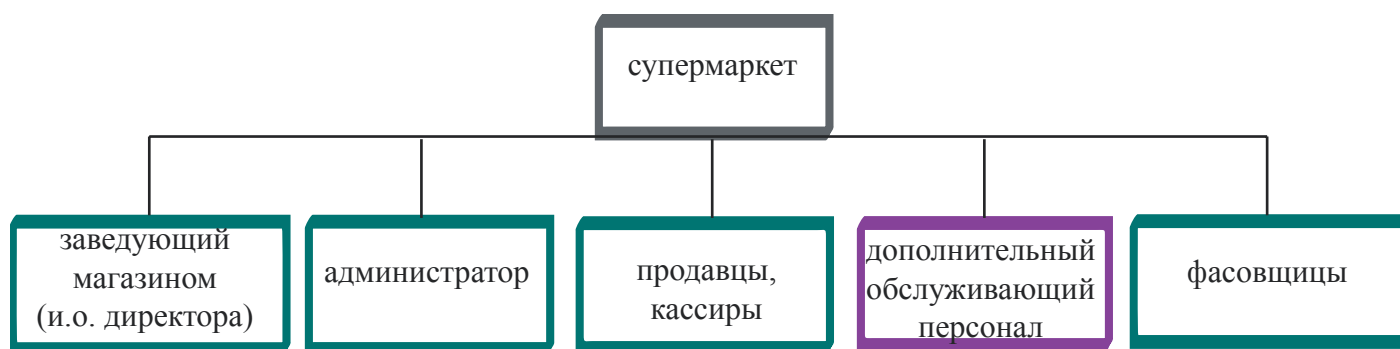 супермаркет
заведующий
магазином
(и.о. директора)
администратор
продавцы,
кассиры
дополнительный
обслуживающий
персонал
фасовщицы